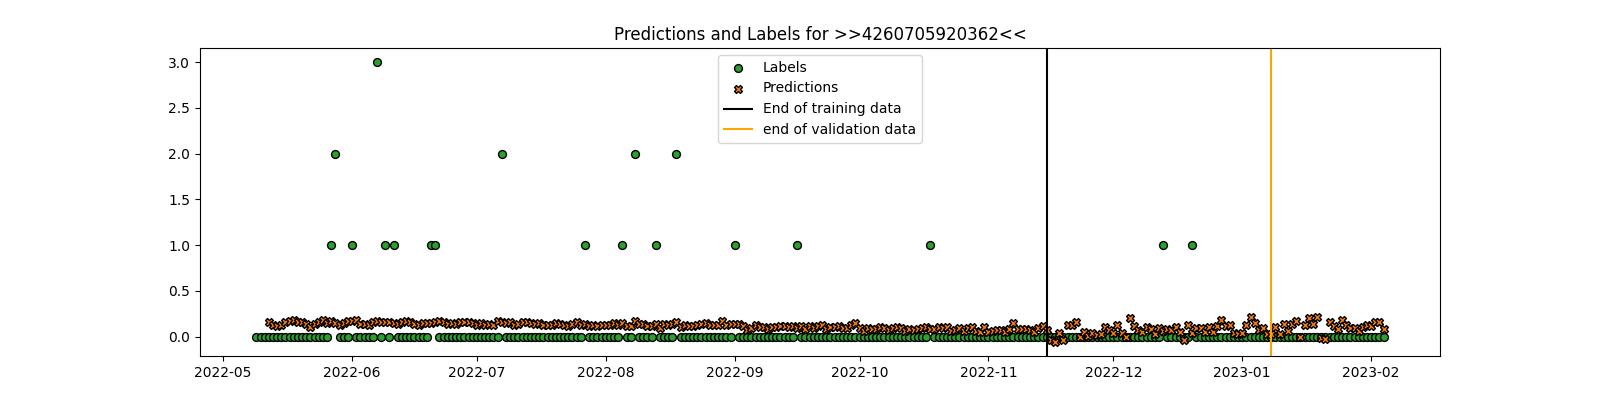 Predictions and Labels for >>4260705920362<<
3.0
2.5
2.0
1.5
1.0
0.5
0.0
Labels
Predictions
End of training data
end of validation data
2022-05 2022-06 2022-07 2022-08 2022-09 2022-10 2022-11 2022-12 2023-01 2023-02